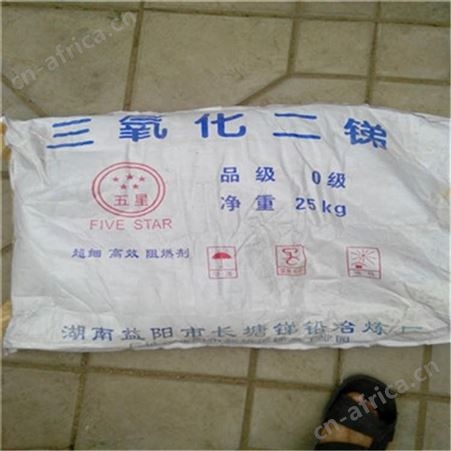 cn-africa.cn
三氧化二锑
五星
FIVE STAR
品级 0级
净重 25kg
超细 高效 阻燃剂
湖南益阳市长塘锑铅冶炼厂
cn-africa.cn